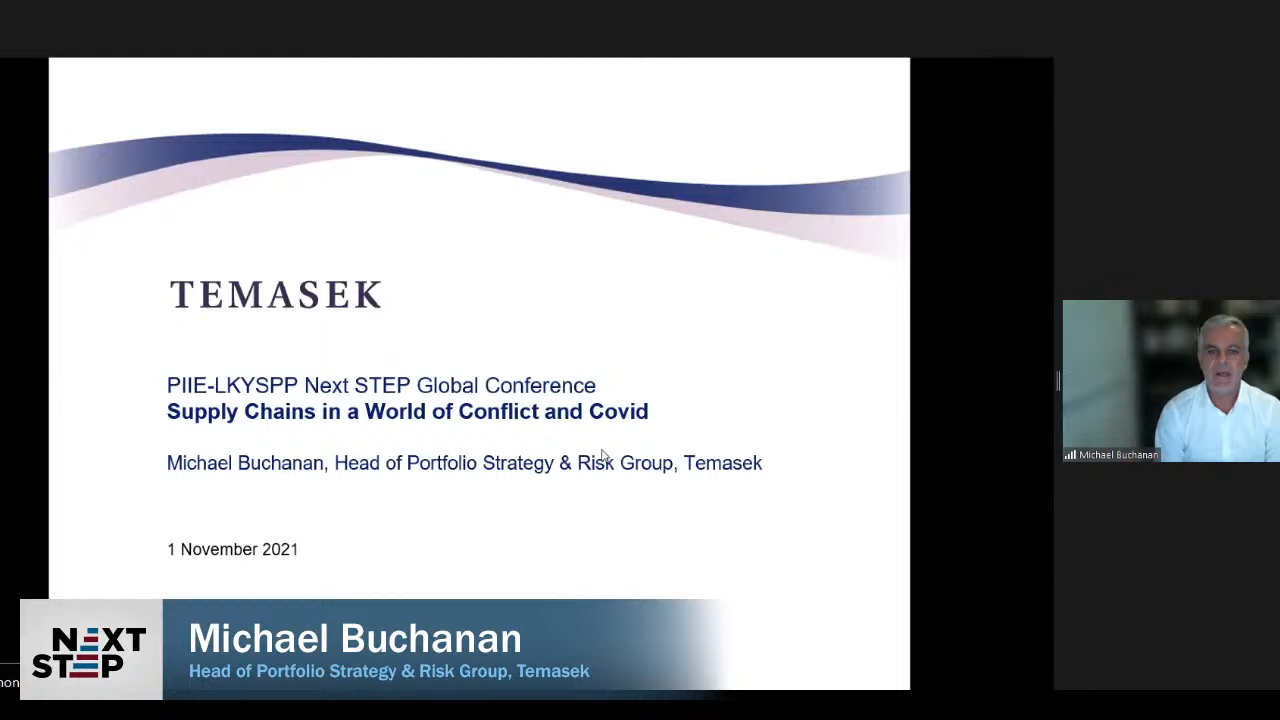 TEMASEK
PIIE-LKYSPP Next STEP Global Conference
Supply Chains in a World of Conflict and Covid
Michael Buchanan, Head of Portfolio Strategy & Risk Group, Temasek
1 November 2021
Michael Buchanan
NEXT
STEP
Michael Buchanan
Head of Portfolio Strategy & Risk Group, Temasek